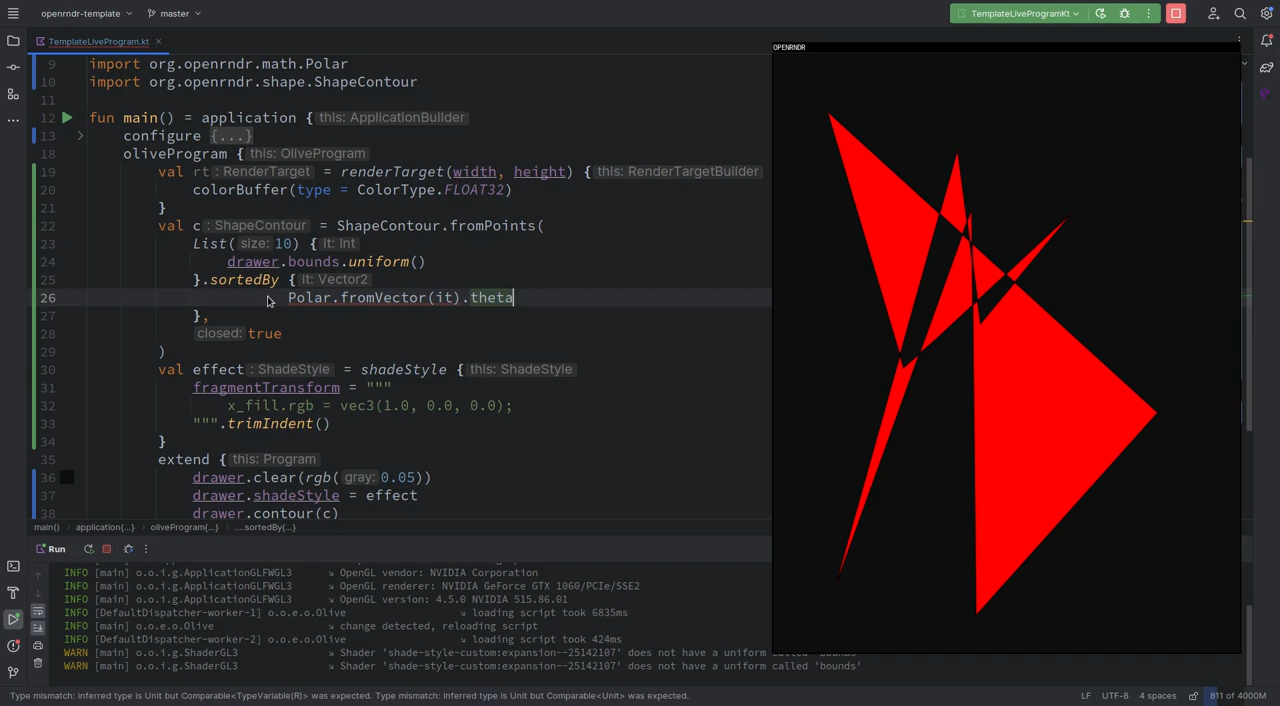 openrndr-template master TemplateLiveProgramKt
TemplateLiveProgram.kt
OPENRNDR
9 import org.openrndr.math.Polar
10 import org.openrndr.shape.ShapeContour
11
12 fun main() = application { this: ApplicationBuilder
13 configure {...}
18 oliveProgram { this: OliveProgram
19 val rt : RenderTarget = renderTarget(width, height) { this: RenderTargetBuilder
20 colorBuffer(type = ColorType.FLOAT32)
21 }
22 val c : ShapeContour = ShapeContour.fromPoints(
23 List( size: 10) { it: Int
24 drawer.bounds.uniform()
25 }.sortedBy { it: Vector2
26 Polar.fromVector(it).theta
27 },
28 closed: true
29 )
30 val effect : ShadeStyle = shadeStyle { this: ShadeStyle
31 fragmentTransform = """
32 x_fill.rgb = vec3(1.0, 0.0, 0.0);
33 """.trimIndent()
34 }
35 extend { this: Program
36 drawer.clear(rgb( gray: 0.05))
37 drawer.shadeStyle = effect
38 drawer.contour(c)
main() application{...} oliveProgram{...} ....sortedBy{...}
Run
INFO [main] o.o.i.g.ApplicationGLFWGL3 ↘ OpenGL vendor: NVIDIA Corporation
INFO [main] o.o.i.g.ApplicationGLFWGL3 ↘ OpenGL renderer: NVIDIA GeForce GTX 1060/PCIe/SSE2
INFO [main] o.o.i.g.ApplicationGLFWGL3 ↘ OpenGL version: 4.5.0 NVIDIA 515.86.01
INFO [DefaultDispatcher-worker-1] o.o.e.o.Olive ↘ loading script took 6835ms
INFO [main] o.o.e.o.Olive ↘ change detected, reloading script
INFO [DefaultDispatcher-worker-2] o.o.e.o.Olive ↘ loading script took 424ms
WARN [main] o.o.i.g.ShaderGL3 ↘ Shader 'shade-style-custom:expansion--25142107' does not have a uniform called 'bounds'
WARN [main] o.o.i.g.ShaderGL3 ↘ Shader 'shade-style-custom:expansion--25142107' does not have a uniform called 'bounds'
Type mismatch: inferred type is Unit but Comparable<TypeVariable(R)> was expected. Type mismatch: inferred type is Unit but Comparable<Unit> was expected. LF UTF-8 4 spaces 811 of 4000M